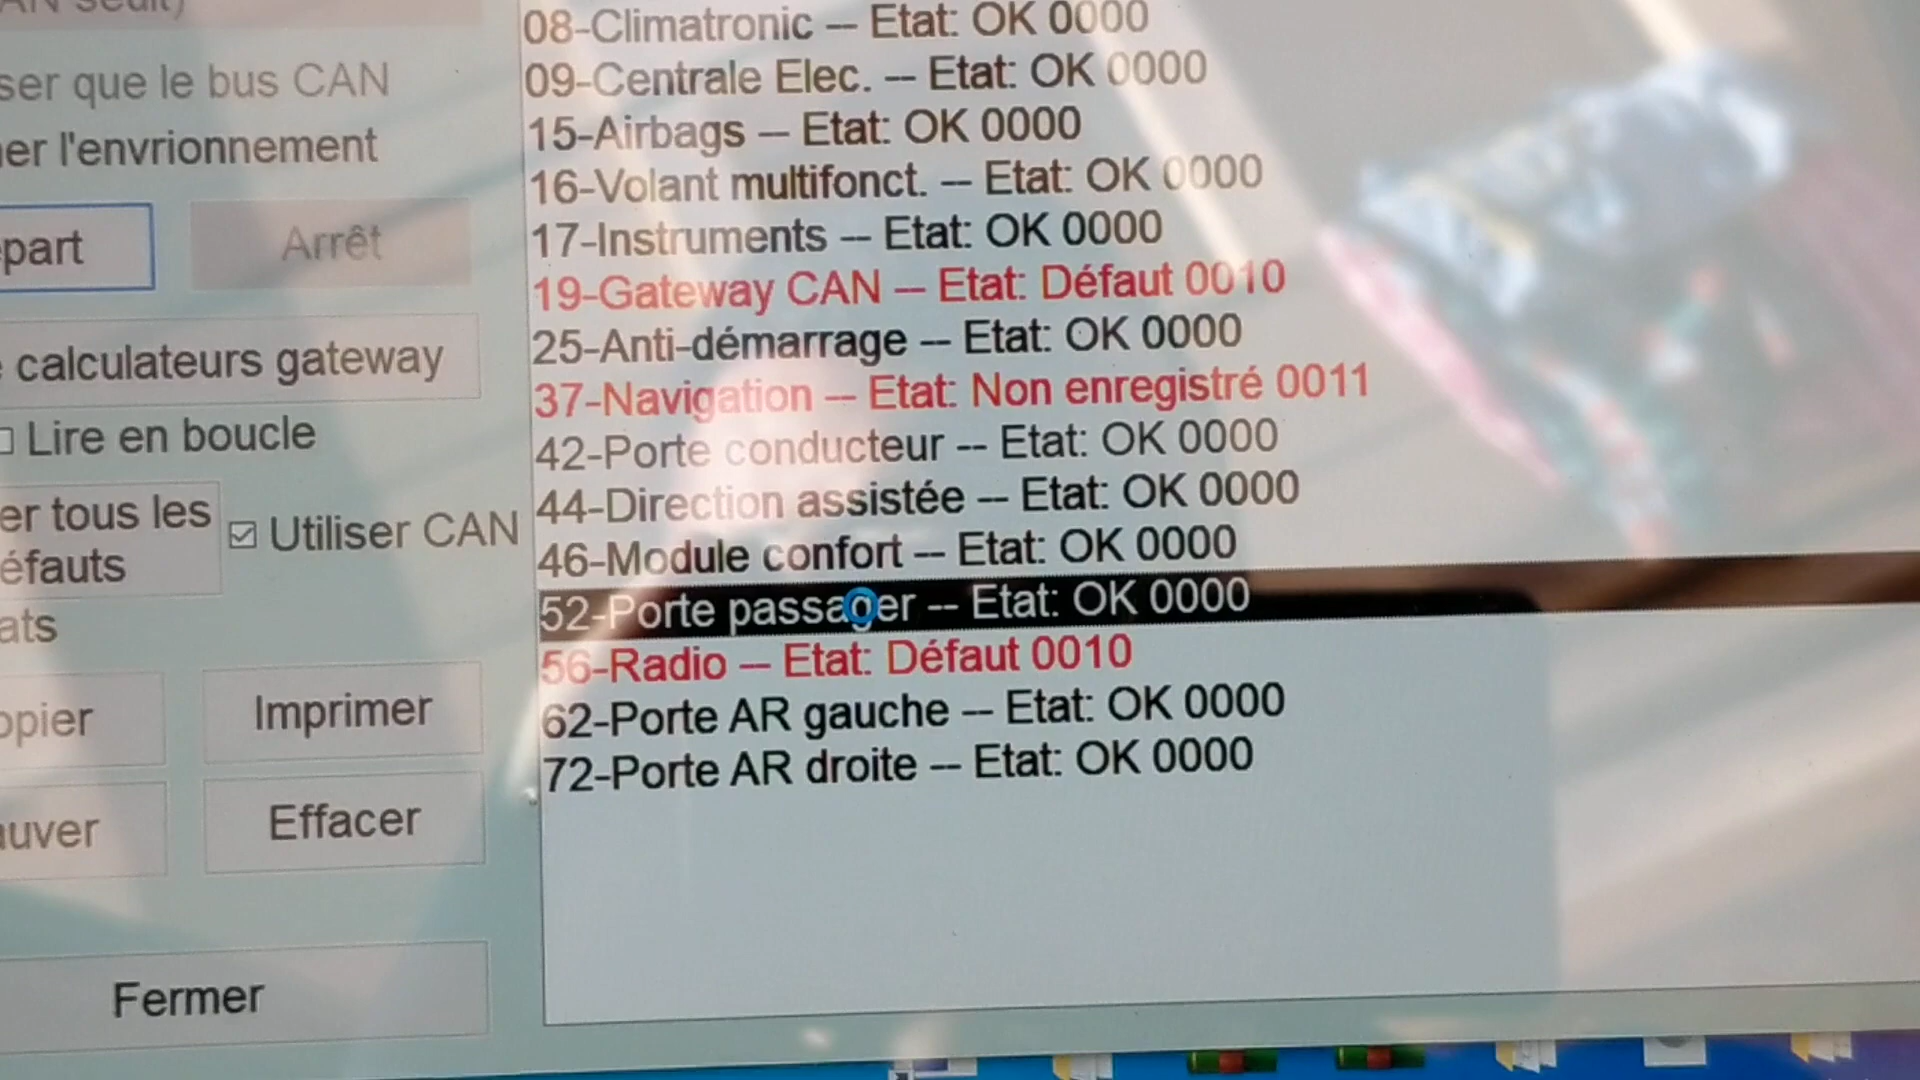 08-Climatronic -- Etat: OK 0000
09-Centrale Elec. -- Etat: OK 0000
15-Airbags -- Etat: OK 0000
16-Volant multifonct. -- Etat: OK 0000
17-Instruments -- Etat: OK 0000
19-Gateway CAN -- Etat: Défaut 0010
25-Anti-démarrage -- Etat: OK 0000
37-Navigation -- Etat: Non enregistré 0011
42-Porte conducteur -- Etat: OK 0000
44-Direction assistée -- Etat: OK 0000
46-Module confort -- Etat: OK 0000
52-Porte passager -- Etat: OK 0000
56-Radio -- Etat: Défaut 0010
62-Porte AR gauche -- Etat: OK 0000
72-Porte AR droite -- Etat: OK 0000
ser que le bus CAN
er l'envrionnement
part
Arrêt
calculateurs gateway
Lire en boucle
er tous les
éfauts
Utiliser CAN
ats
opier
Imprimer
auver
Effacer
Fermer